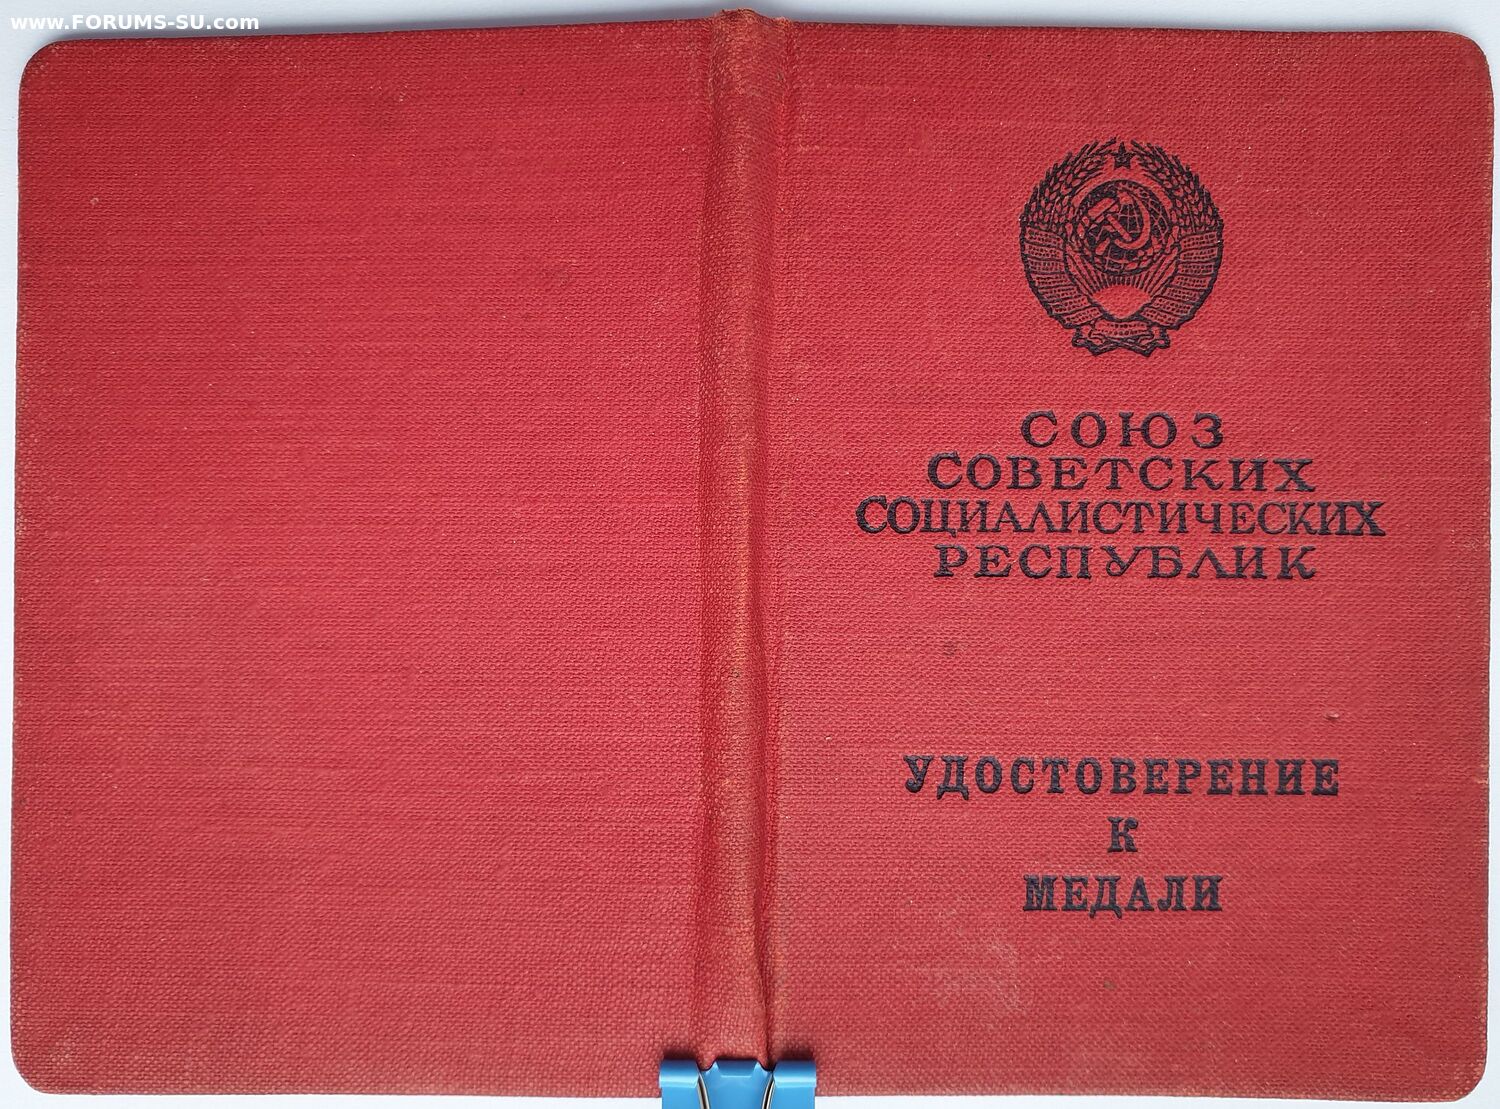 www.FORUMS-SU.com
СОЮЗ
СОВЕТСКИХ
СОЦИАЛИСТИЧЕСКИХ
РЕСПУБЛИК
УДОСТОВЕРЕНИЕ
К
МЕДАЛИ